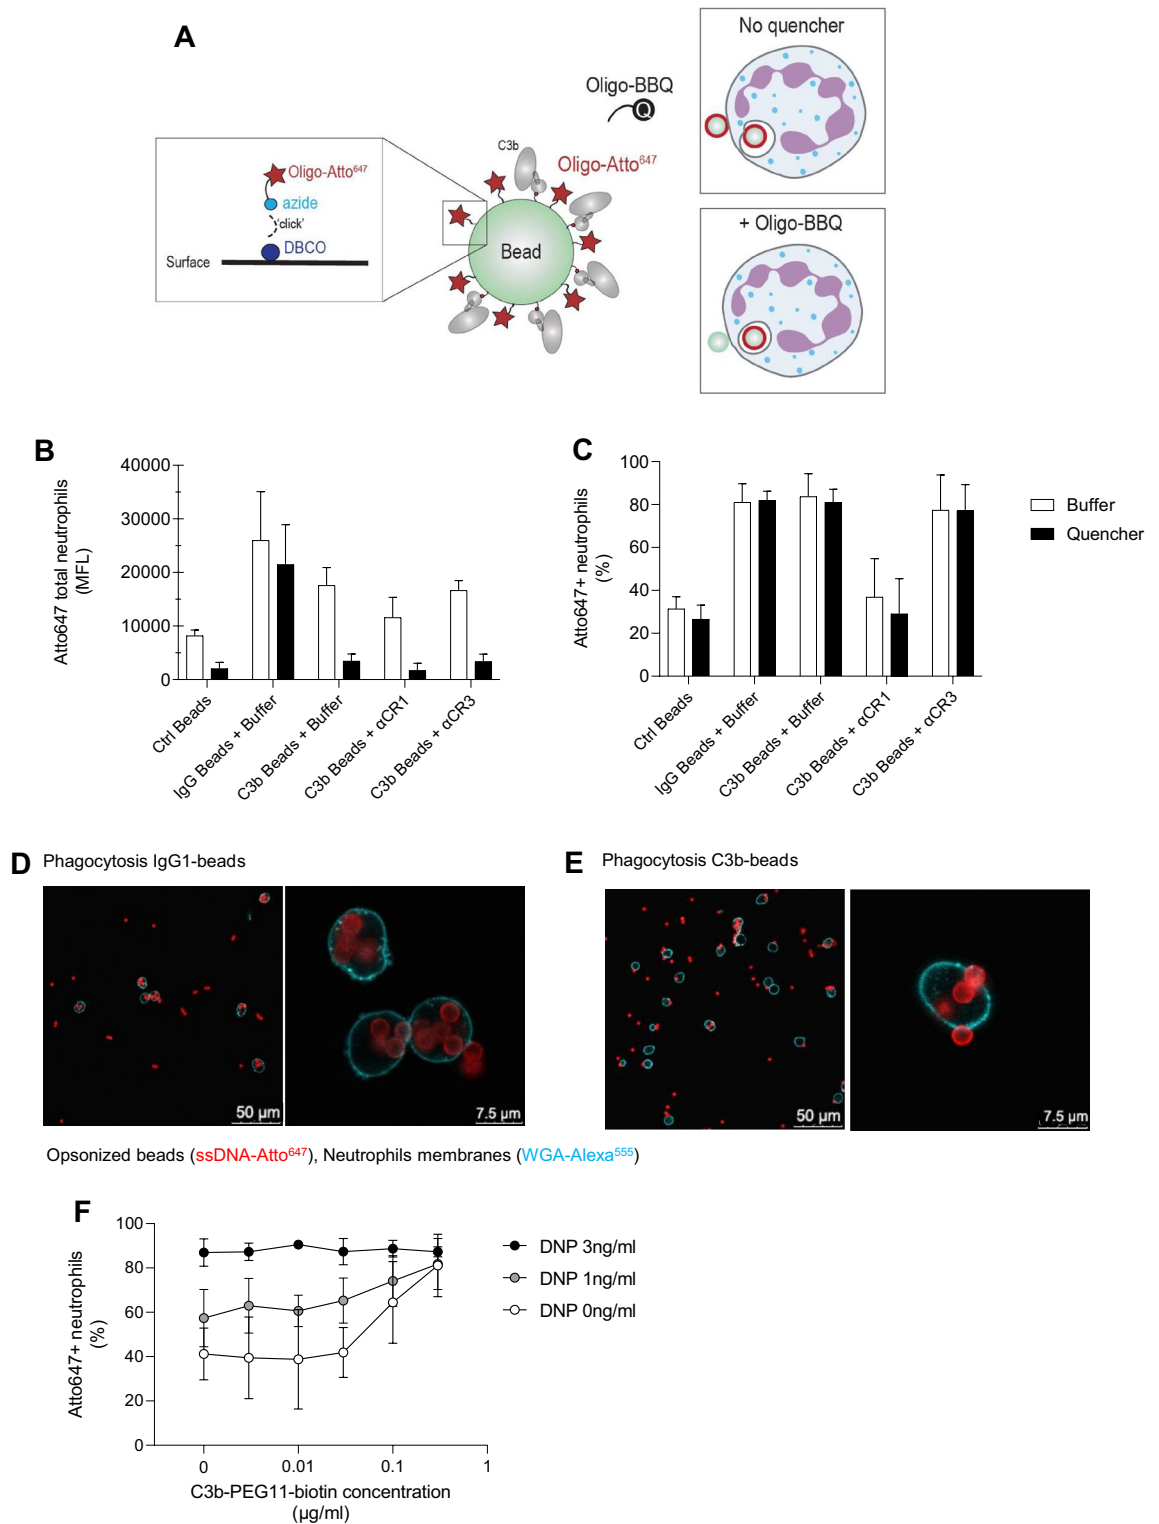 A
No quencher
Oligo-BBQ
Q
C3b
Oligo-Atto⁶⁴⁷
Oligo-Atto⁶⁴⁷
azide
'click'
DBCO
Surface
Bead
+ Oligo-BBQ
B
Atto647 total neutrophils
(MFL)
40000
30000
20000
10000
0
Ctrl Beads
IgG Beads + Buffer
C3b Beads + Buffer
C3b Beads + αCR1
C3b Beads + αCR3
C
Atto647+ neutrophils
(%)
100
80
60
40
20
0
Ctrl Beads
IgG Beads + Buffer
C3b Beads + Buffer
C3b Beads + αCR1
C3b Beads + αCR3
Buffer
Quencher
D Phagocytosis IgG1-beads
50 µm
7.5 µm
E Phagocytosis C3b-beads
50 µm
7.5 µm
Opsonized beads (ssDNA-Atto⁶⁴⁷), Neutrophils membranes (WGA-Alexa⁵⁵⁵)
F
Atto647+ neutrophils
(%)
100
80
60
40
20
0
0
0.01
0.1
1
C3b-PEG11-biotin concentration
(µg/ml)
DNP 3ng/ml
DNP 1ng/ml
DNP 0ng/ml